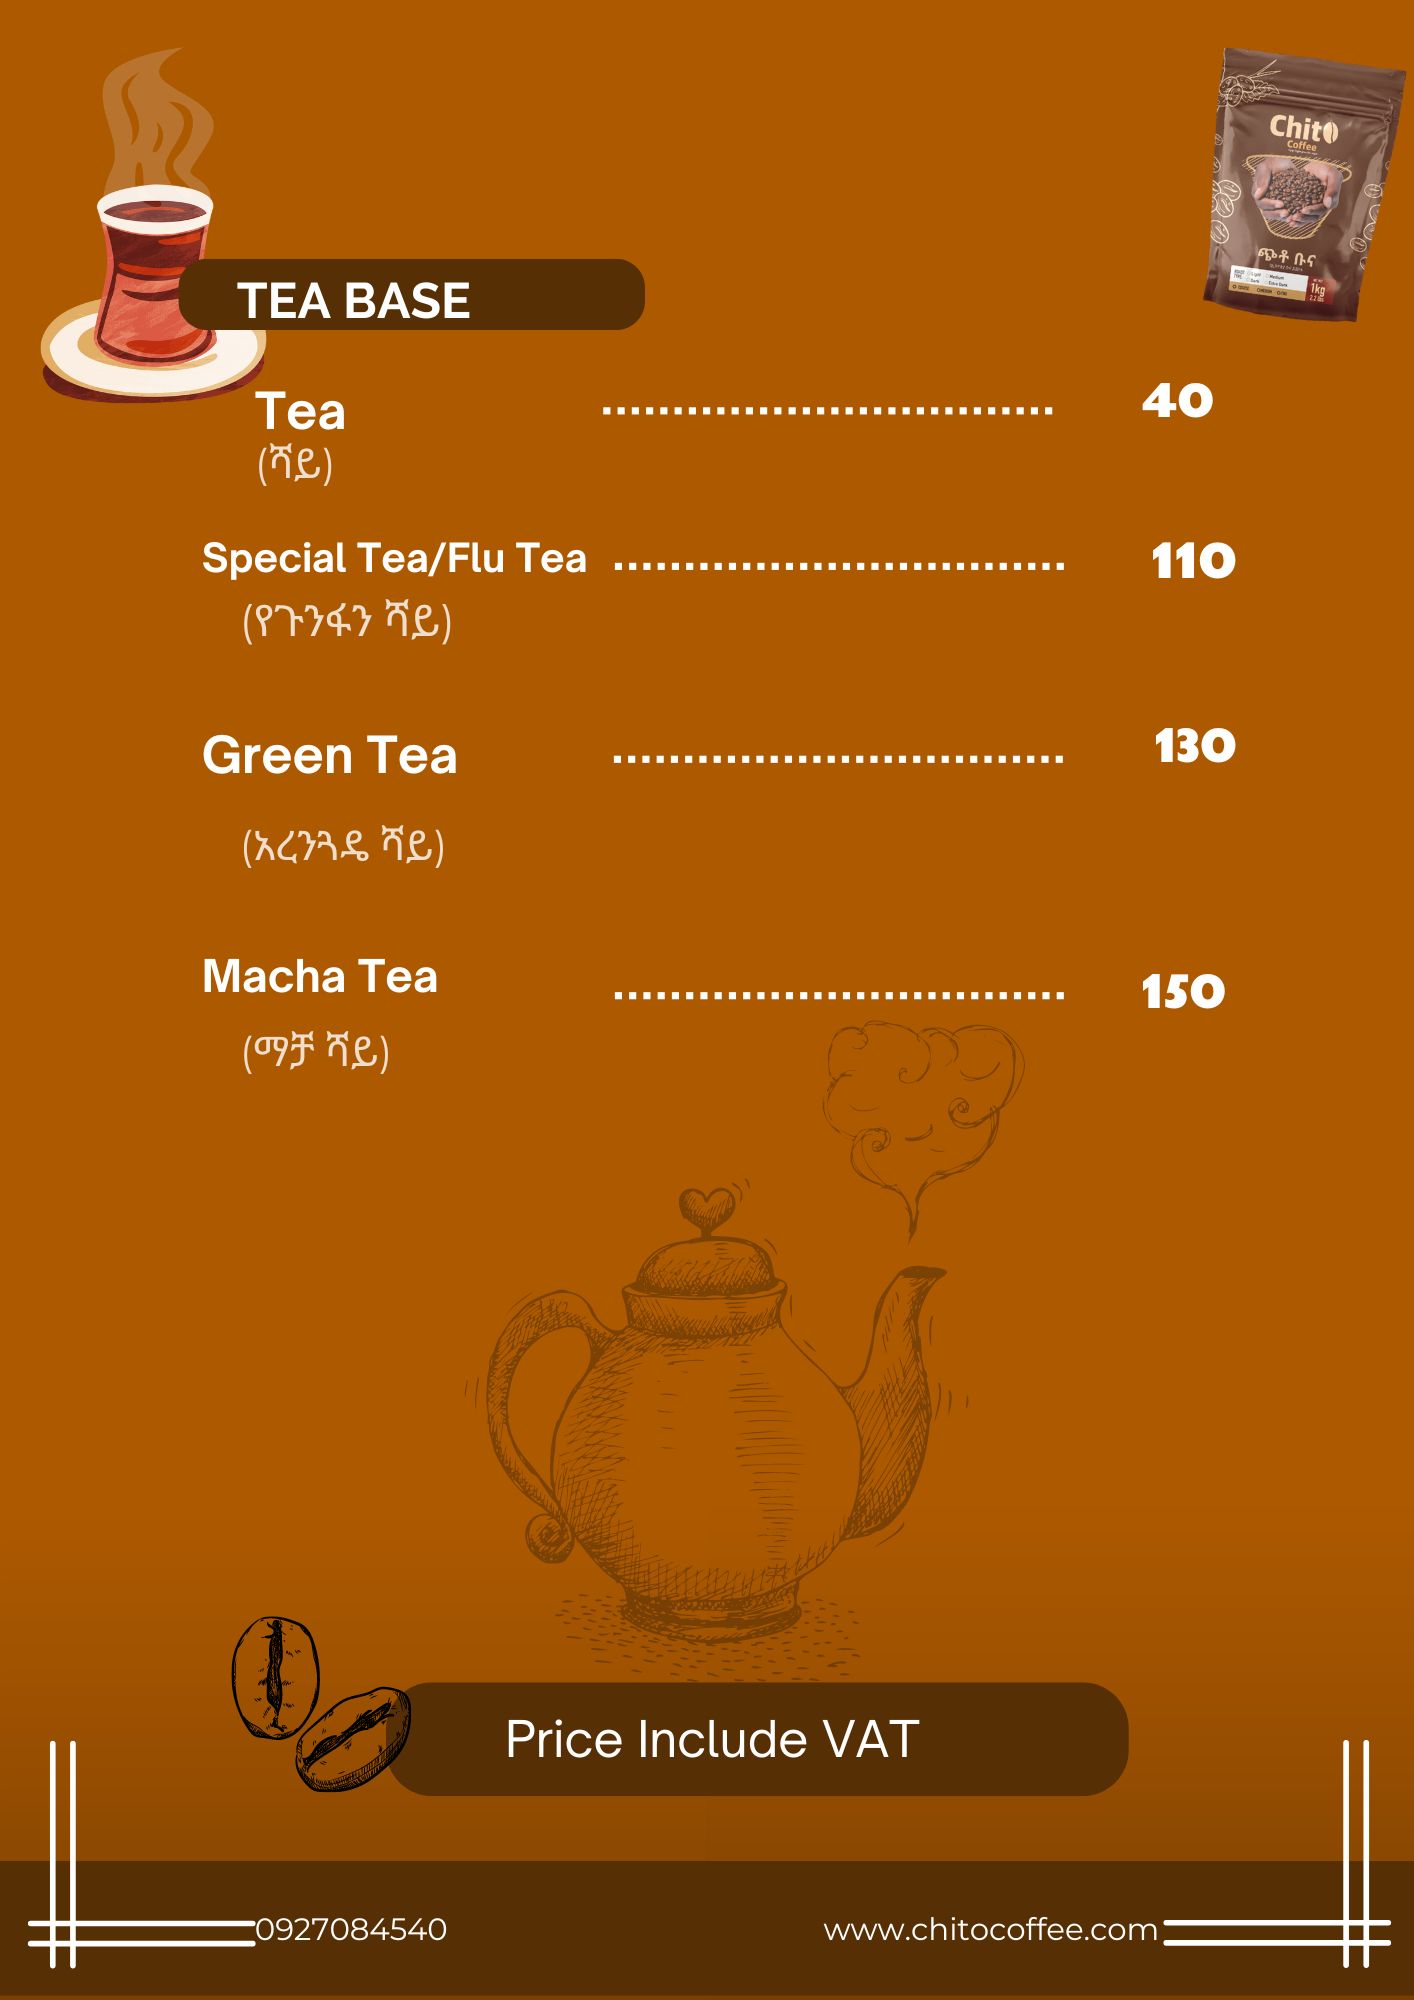 Chito
Coffee
ጭቶ ቡና
1kg
TEA BASE
Tea ................................ 40
(ሻይ)
Special Tea/Flu Tea ................................ 110
(የጉንፋን ሻይ)
Green Tea ................................ 130
(አረንጓዴ ሻይ)
Macha Tea ................................ 150
(ማቻ ሻይ)
Price Include VAT
0927084540 www.chitocoffee.com